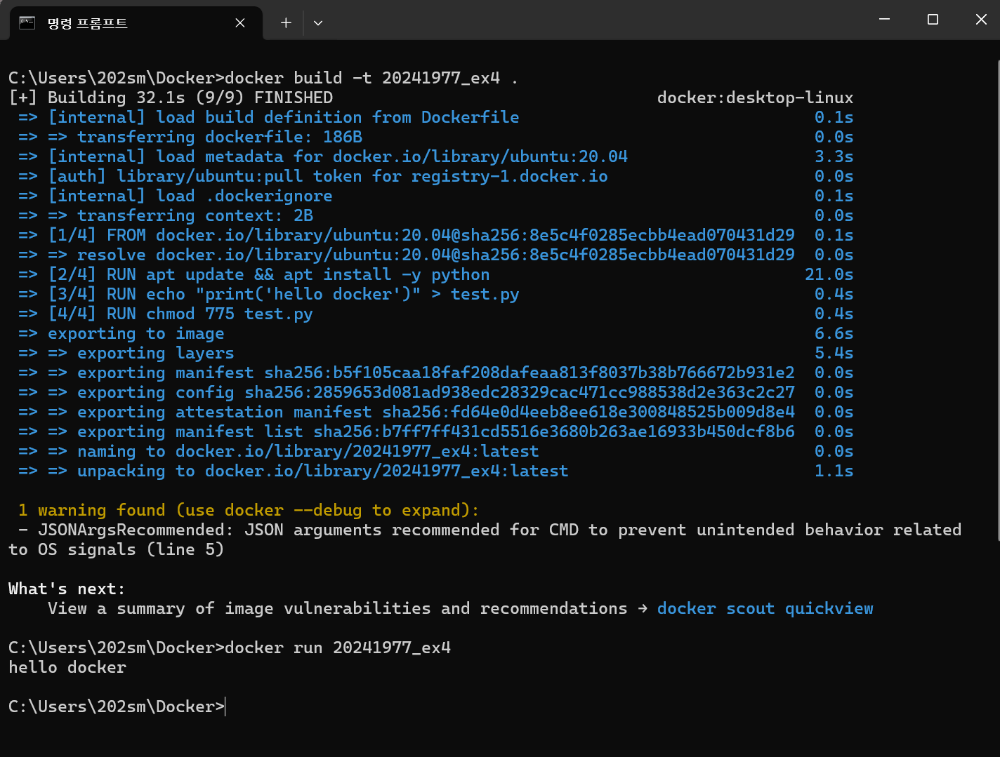 명령 프롬프트
C:\Users\202sm\Docker>docker build -t 20241977_ex4 .
[+] Building 32.1s (9/9) FINISHED docker:desktop-linux
=> [internal] load build definition from Dockerfile 0.1s
=> => transferring dockerfile: 186B 0.0s
=> [internal] load metadata for docker.io/library/ubuntu:20.04 3.3s
=> [auth] library/ubuntu:pull token for registry-1.docker.io 0.0s
=> [internal] load .dockerignore 0.1s
=> => transferring context: 2B 0.0s
=> [1/4] FROM docker.io/library/ubuntu:20.04@sha256:8e5c4f0285ecbb4ead070431d29 0.1s
=> => resolve docker.io/library/ubuntu:20.04@sha256:8e5c4f0285ecbb4ead070431d29 0.0s
=> [2/4] RUN apt update && apt install -y python 21.0s
=> [3/4] RUN echo "print('hello docker')" > test.py 0.4s
=> [4/4] RUN chmod 775 test.py 0.4s
=> exporting to image 6.6s
=> => exporting layers 5.4s
=> => exporting manifest sha256:b5f105caa18faf208dafeaa813f8037b38b766672b931e2 0.0s
=> => exporting config sha256:2859653d081ad938edc28329cac471cc988538d2e363c2c27 0.0s
=> => exporting attestation manifest sha256:fd64e0d4eeb8ee618e300848525b009d8e4 0.0s
=> => exporting manifest list sha256:b7ff7ff431cd5516e3680b263ae16933b450dcf8b6 0.0s
=> => naming to docker.io/library/20241977_ex4:latest 0.0s
=> => unpacking to docker.io/library/20241977_ex4:latest 1.1s
1 warning found (use docker --debug to expand):
- JSONArgsRecommended: JSON arguments recommended for CMD to prevent unintended behavior related
to OS signals (line 5)
What's next:
View a summary of image vulnerabilities and recommendations → docker scout quickview
C:\Users\202sm\Docker>docker run 20241977_ex4
hello docker
C:\Users\202sm\Docker>